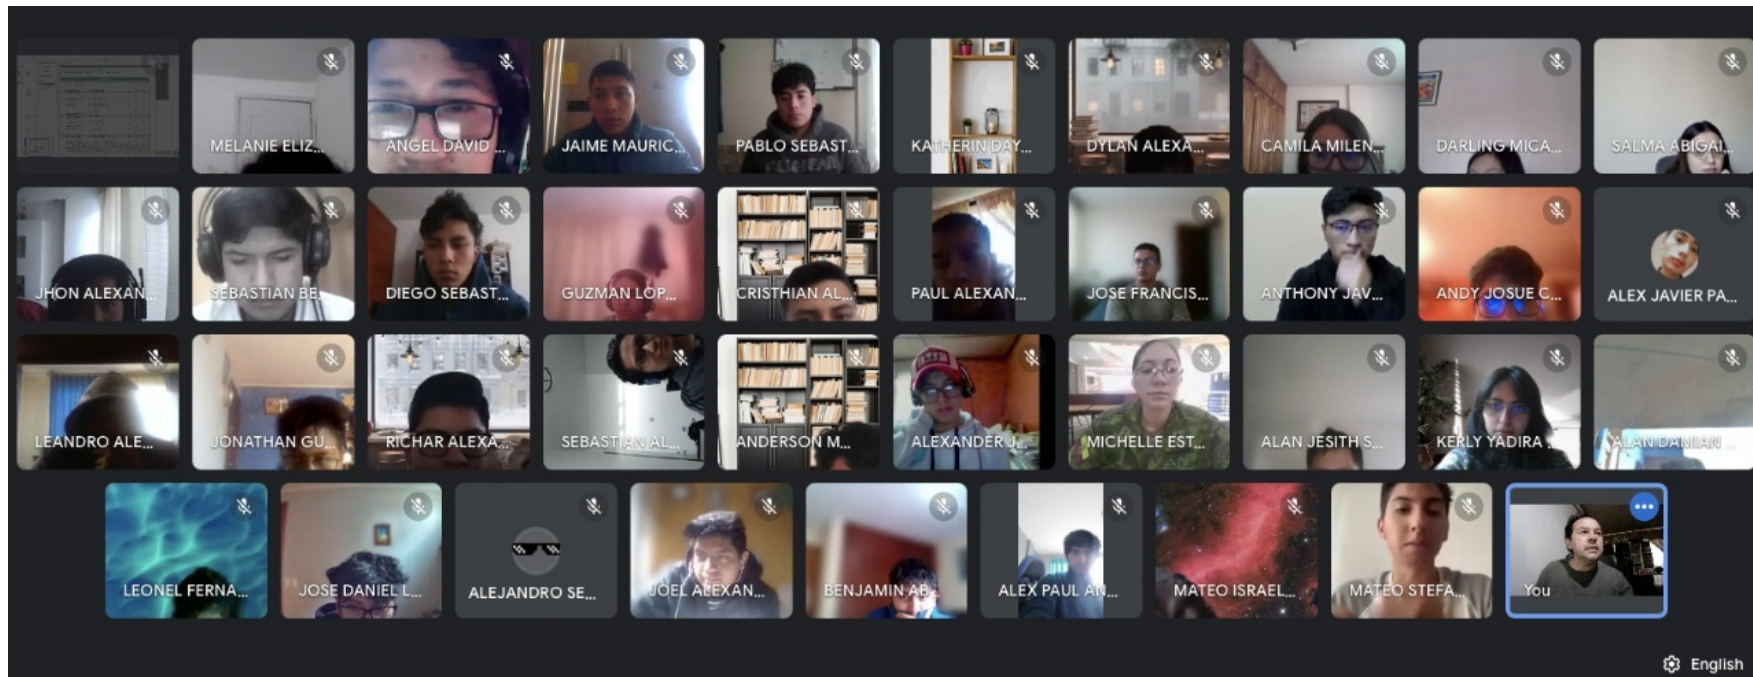 MELANIE ELIZ...
ANGEL DAVID ...
JAIME MAURIC...
PABLO SEBAST...
KATHERIN DAY...
DYLAN ALEXA...
CAMILA MILEN...
DARLING MICA...
SALMA ABIGAI...
JHON ALEXAN...
SEBASTIAN BE...
DIEGO SEBAST...
GUZMAN LOP...
CRISTHIAN AL...
PAUL ALEXAN...
JOSE FRANCIS...
ANTHONY JAV...
ANDY JOSUE C...
ALEX JAVIER PA...
LEANDRO ALE...
JONATHAN GU...
RICHAR ALEXA...
SEBASTIAN AL...
ANDERSON M...
ALEXANDER J...
MICHELLE EST...
ALAN JESITH S...
KERLY YADIRA ...
ALAN DAMIAN ...
LEONEL FERNA...
JOSE DANIEL L...
ALEJANDRO SE...
JOEL ALEXAN...
BENJAMIN AB...
ALEX PAUL AN...
MATEO ISRAEL...
MATEO STEFA...
You
English